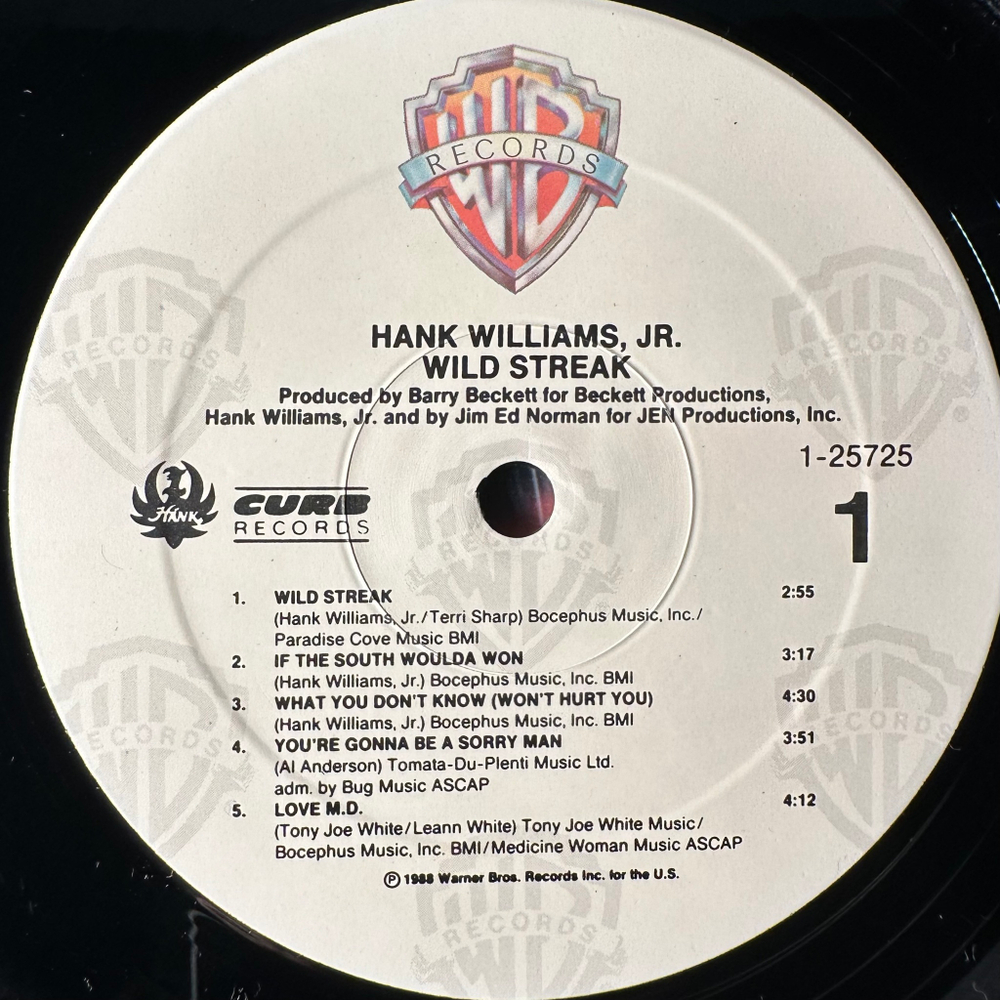 WB
RECORDS
HANK WILLIAMS, JR.
WILD STREAK
Produced by Barry Beckett for Beckett Productions,
Hank Williams, Jr. and by Jim Ed Norman for JEN Productions, Inc.
1-25725
HANK
CURB
RECORDS
1
1. WILD STREAK 2:55
(Hank Williams, Jr./Terri Sharp) Bocephus Music, Inc./
Paradise Cove Music BMI
2. IF THE SOUTH WOULDA WON 3:17
(Hank Williams, Jr.) Bocephus Music, Inc. BMI
3. WHAT YOU DON'T KNOW (WON'T HURT YOU) 4:30
(Hank Williams, Jr.) Bocephus Music, Inc. BMI
4. YOU'RE GONNA BE A SORRY MAN 3:51
(Al Anderson) Tomata-Du-Plenti Music Ltd.
adm. by Bug Music ASCAP
5. LOVE M.D. 4:12
(Tony Joe White/Leann White) Tony Joe White Music/
Bocephus Music, Inc. BMI/Medicine Woman Music ASCAP
℗ 1988 Warner Bros. Records Inc. for the U.S.